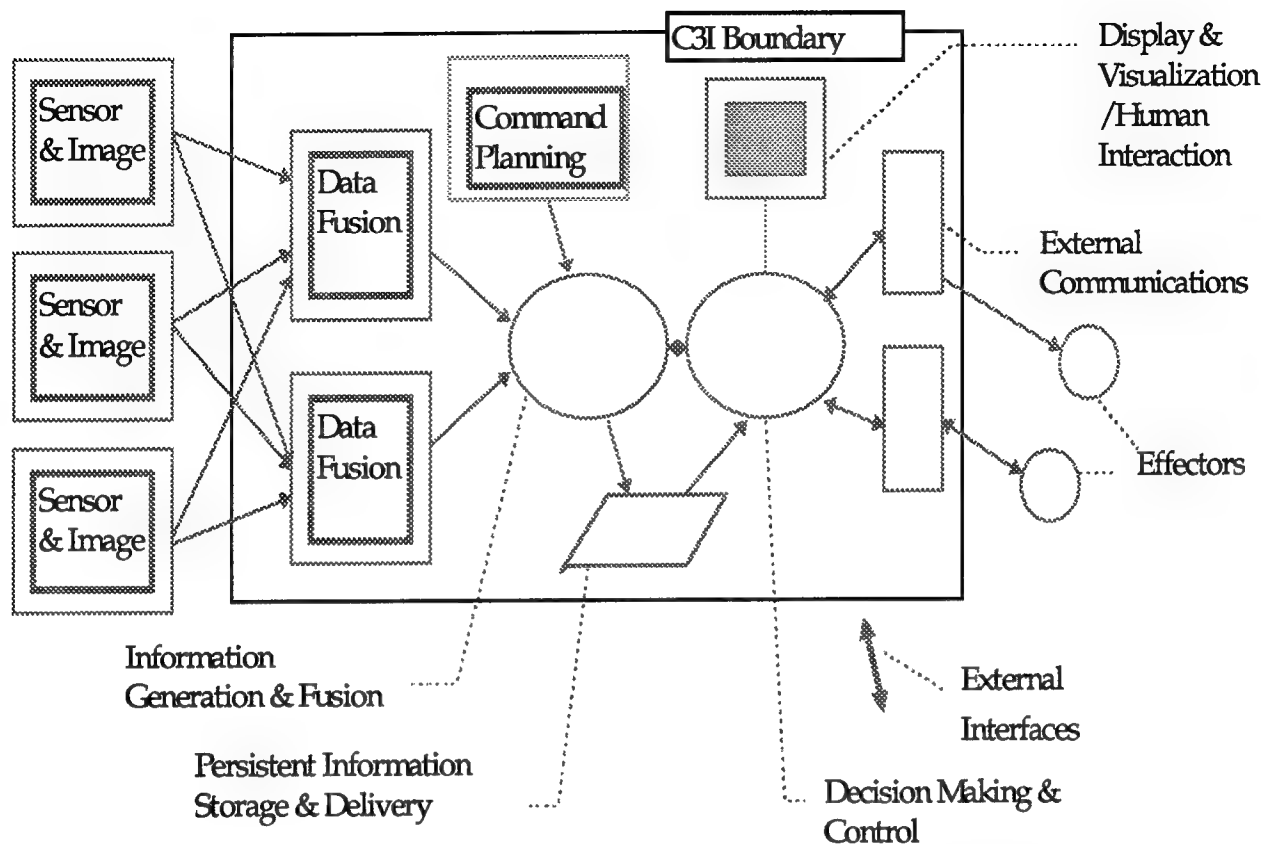 C3I Boundary
Display &
Visualization
/Human
Interaction
Sensor
& Image
Command
Planning
Data
Fusion
External
Communications
Sensor
& Image
Data
Fusion
Effectors
Sensor
& Image
Information
Generation & Fusion
External
Interfaces
Persistent Information
Storage & Delivery
Decision Making &
Control